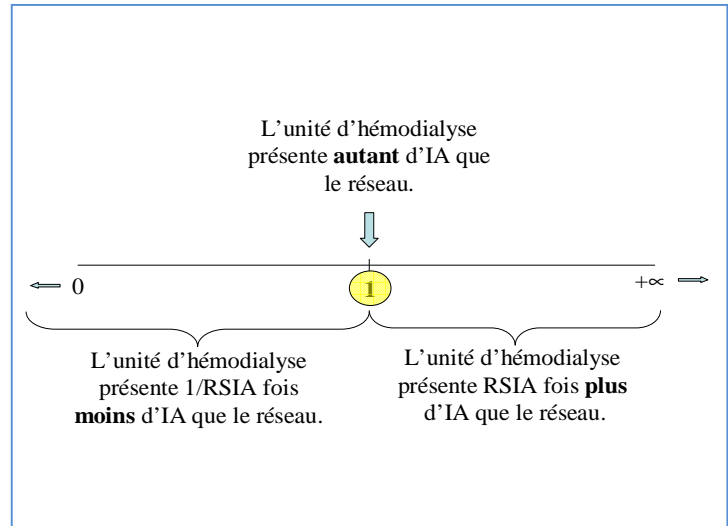 L’unité d’hémodialyse
présente autant d’IA que
le réseau.
0
1
+∝
L’unité d’hémodialyse
présente 1/RSIA fois
moins d’IA que le réseau.
L’unité d’hémodialyse
présente RSIA fois plus
d’IA que le réseau.